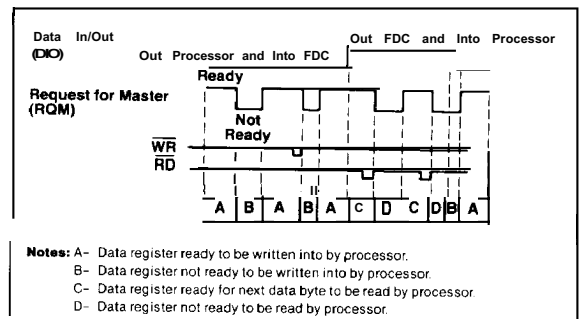 Data In/Out
(DIO)
Out FDC and Into Processor
Out Processor and Into FDC
Ready
Request for Master
(RQM)
Not
Ready
WR
RD
A B A B A C D C D B A
Notes: A- Data register ready to be written into by processor.
B- Data register not ready to be written into by processor.
C- Data register ready for next data byte to be read by processor.
D- Data register not ready to be read by processor.